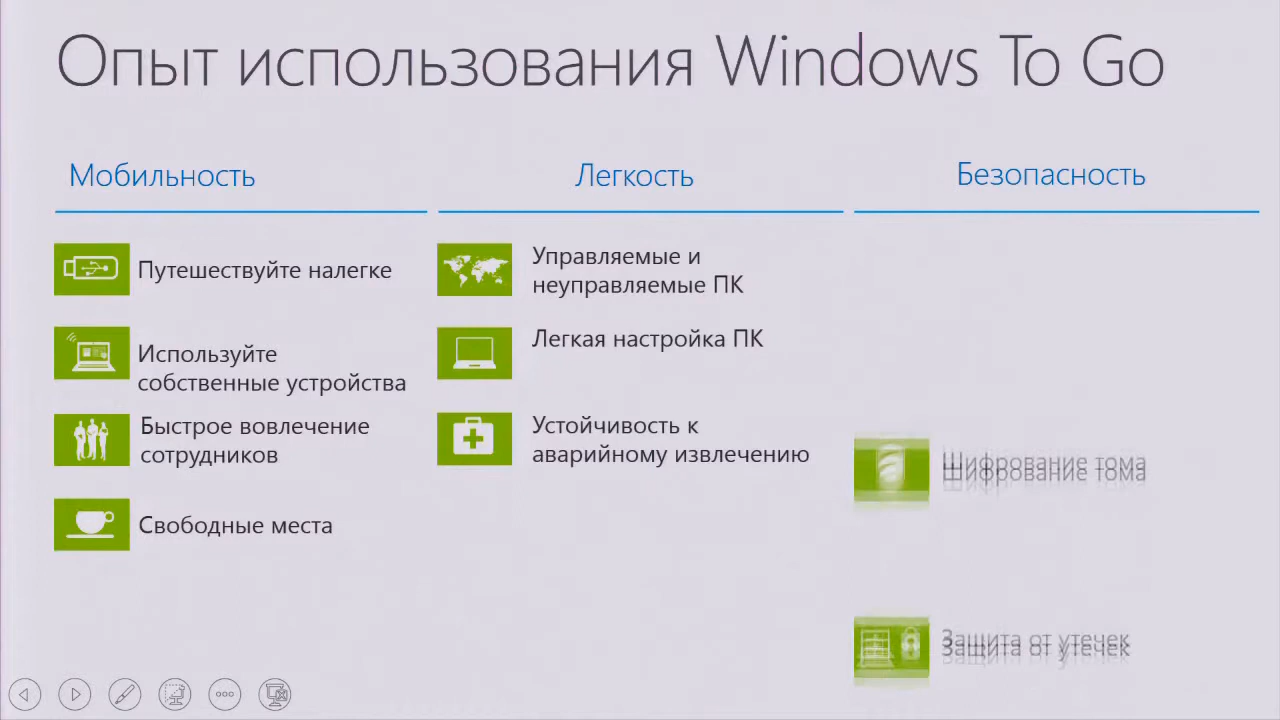 Опыт использования Windows To Go
Мобильность
Путешествуйте налегке
Используйте
собственные устройства
Быстрое вовлечение
сотрудников
Свободные места
Легкость
Управляемые и
неуправляемые ПК
Легкая настройка ПК
Устойчивость к
аварийному извлечению
Безопасность
Шифрование тома
Защита от утечек